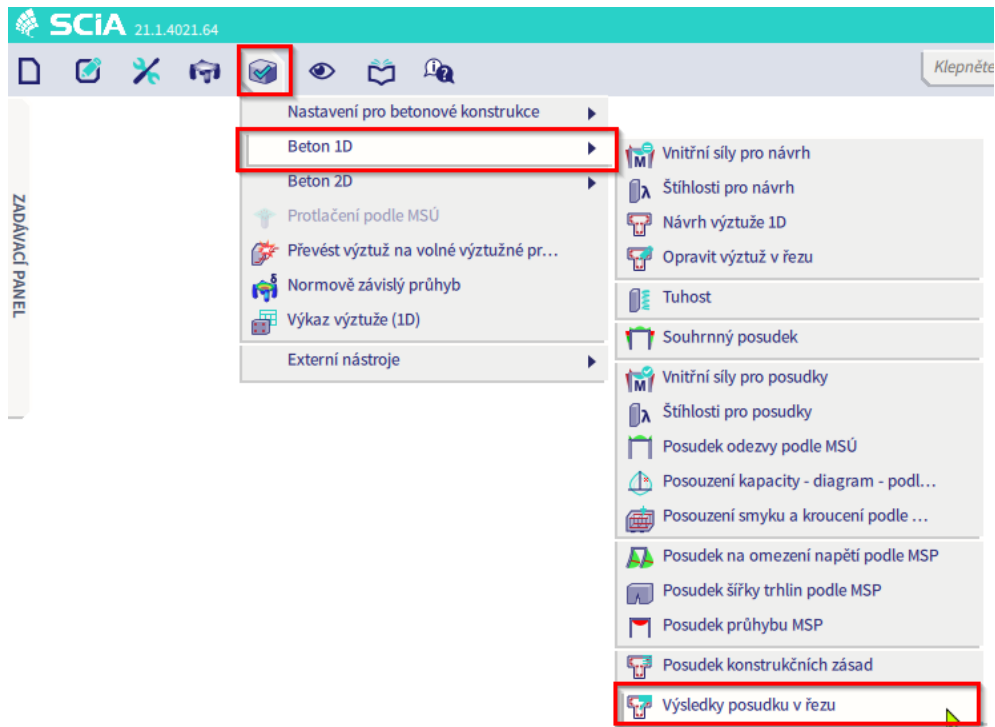 SCiA 21.1.4021.64
Klepněte
ZADÁVACÍ PANEL
Nastavení pro betonové konstrukce
Beton 1D
Beton 2D
Protlačení podle MSÚ
Převést výztuž na volné výztužné pr...
Normově závislý průhyb
Výkaz výztuže (1D)
Externí nástroje
Vnitřní síly pro návrh
Štíhlosti pro návrh
Návrh výztuže 1D
Opravit výztuž v řezu
Tuhost
Souhrnný posudek
Vnitřní síly pro posudky
Štíhlosti pro posudky
Posudek odezvy podle MSÚ
Posouzení kapacity - diagram - podl...
Posouzení smyku a kroucení podle ...
Posudek na omezení napětí podle MSP
Posudek šířky trhlin podle MSP
Posudek průhybu MSP
Posudek konstrukčních zásad
Výsledky posudku v řezu